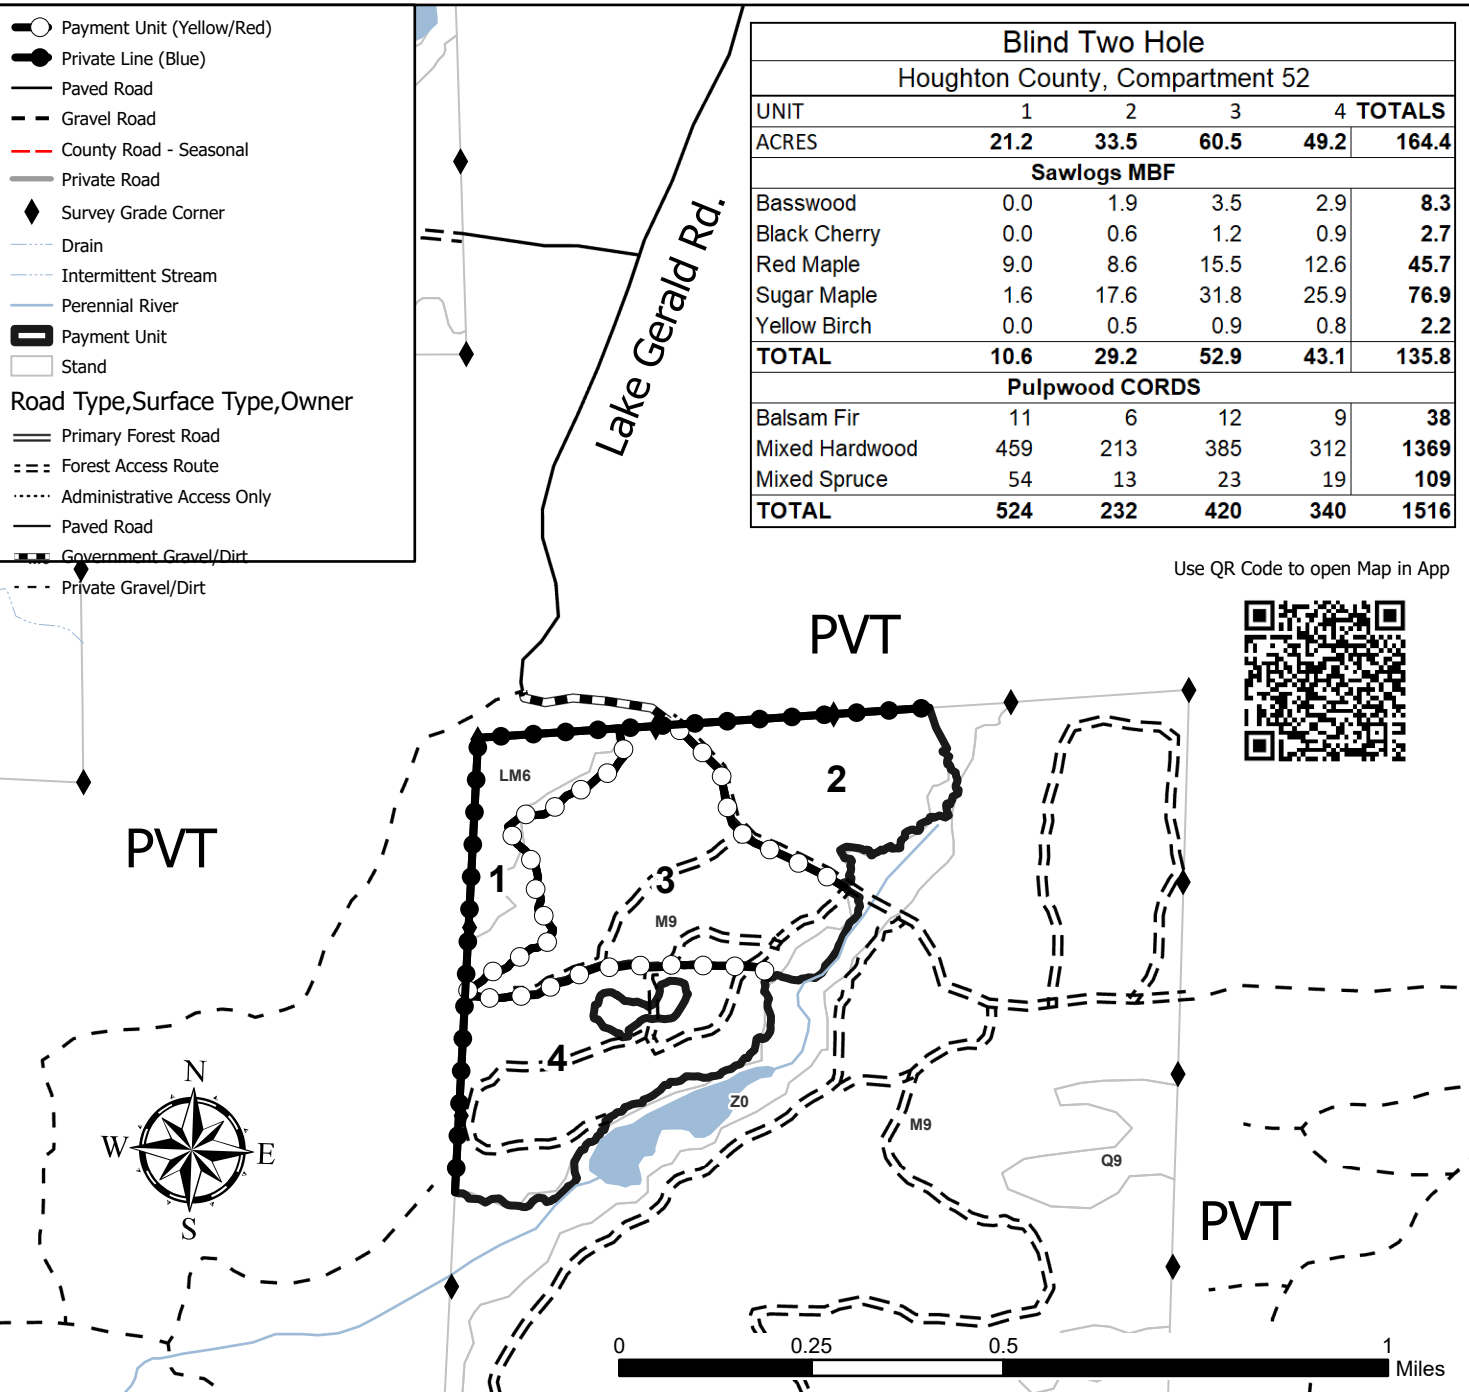 Payment Unit (Yellow/Red)
Private Line (Blue)
Paved Road
Gravel Road
County Road - Seasonal
Private Road
Survey Grade Corner
Drain
Intermittent Stream
Perennial River
Payment Unit
Stand
Road Type,Surface Type,Owner
Primary Forest Road
Forest Access Route
Administrative Access Only
Paved Road
Government Gravel/Dirt
Private Gravel/Dirt
Blind Two Hole
Houghton County, Compartment 52
UNIT 1 2 3 4 TOTALS
ACRES 21.2 33.5 60.5 49.2 164.4
Sawlogs MBF
Basswood 0.0 1.9 3.5 2.9 8.3
Black Cherry 0.0 0.6 1.2 0.9 2.7
Red Maple 9.0 8.6 15.5 12.6 45.7
Sugar Maple 1.6 17.6 31.8 25.9 76.9
Yellow Birch 0.0 0.5 0.9 0.8 2.2
TOTAL 10.6 29.2 52.9 43.1 135.8
Pulpwood CORDS
Balsam Fir 11 6 12 9 38
Mixed Hardwood 459 213 385 312 1369
Mixed Spruce 54 13 23 19 109
TOTAL 524 232 420 340 1516
Lake Gerald Rd.
Use QR Code to open Map in App
PVT
LM6
2
PVT
1
3
M9
4
N
W
E
S
Z0
M9
Q9
PVT
0 0.25 0.5 1
Miles